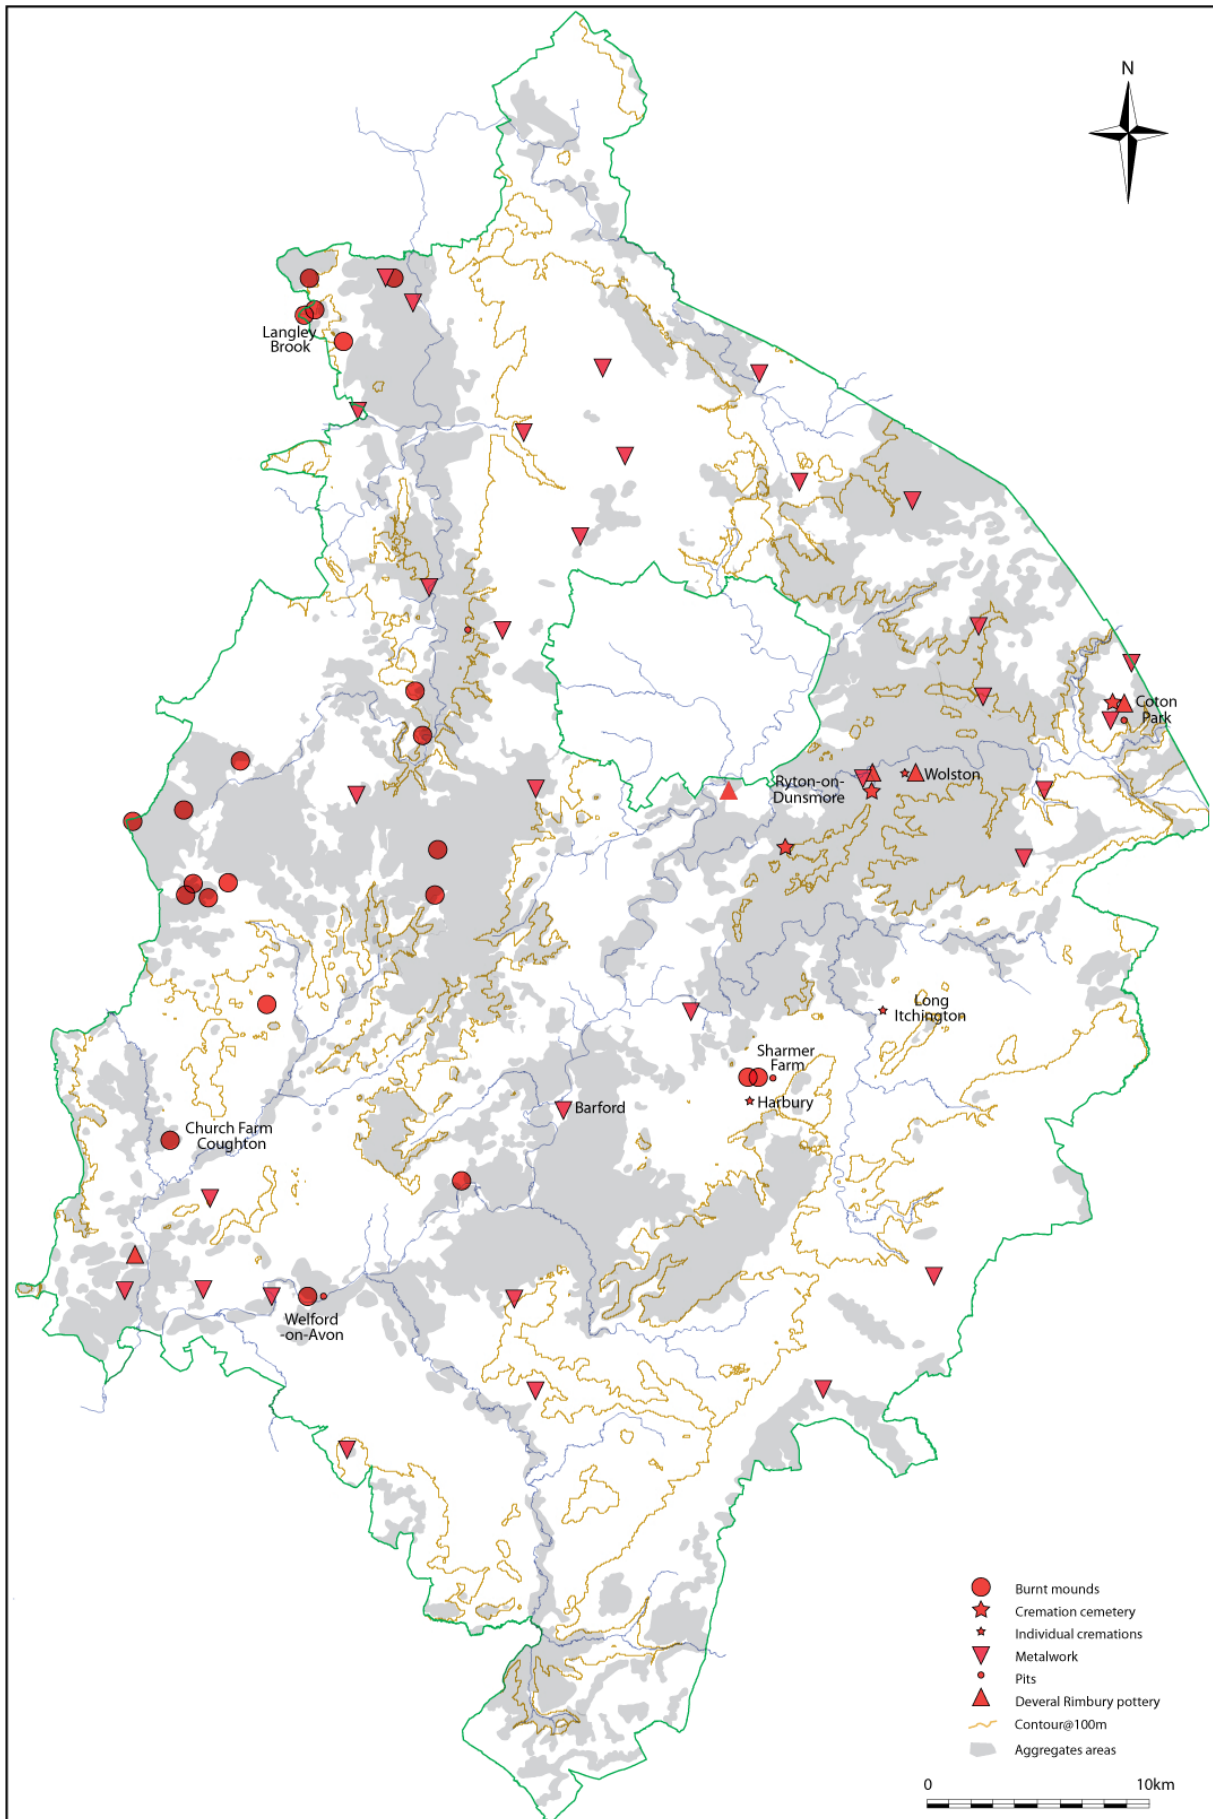 N
Langley
Brook
Coton
Park
Ryton-on-
Dunsmore
Wolston
Long
Itchington
Sharmer
Farm
Harbury
Barford
Church Farm
Coughton
Welford
-on-Avon
Burnt mounds
Cremation cemetery
Individual cremations
Metalwork
Pits
Deveral Rimbury pottery
Contour@100m
Aggregates areas
0 10km